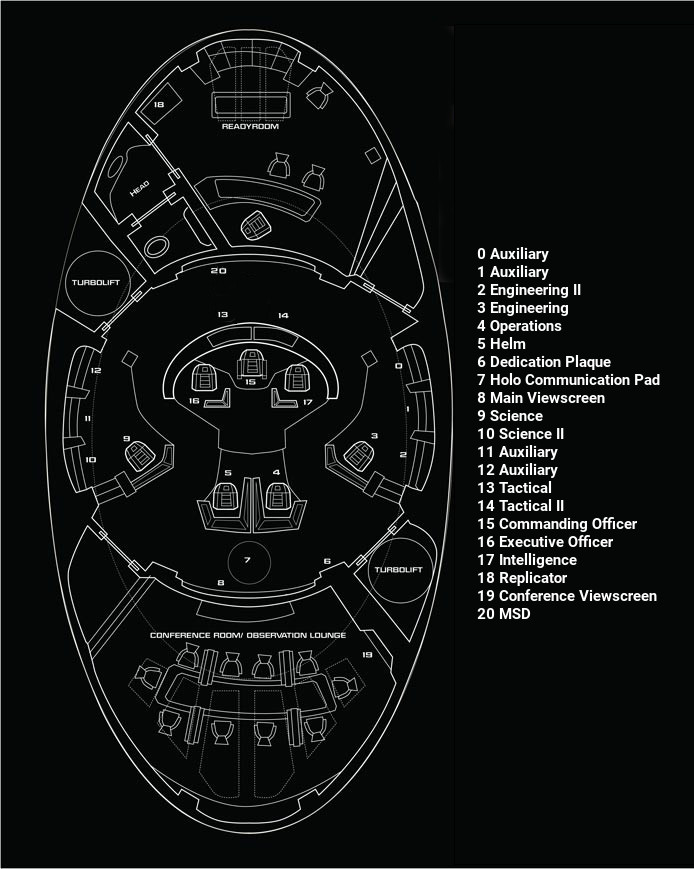 18
READYROOM
HEAD
TURBOLIFT
20
13
14
12
0
15
16
17
11
1
9
3
10
2
5
4
7
6
8
TURBOLIFT
CONFERENCE ROOM/ OBSERVATION LOUNGE
19
0 Auxiliary
1 Auxiliary
2 Engineering II
3 Engineering
4 Operations
5 Helm
6 Dedication Plaque
7 Holo Communication Pad
8 Main Viewscreen
9 Science
10 Science II
11 Auxiliary
12 Auxiliary
13 Tactical
14 Tactical II
15 Commanding Officer
16 Executive Officer
17 Intelligence
18 Replicator
19 Conference Viewscreen
20 MSD